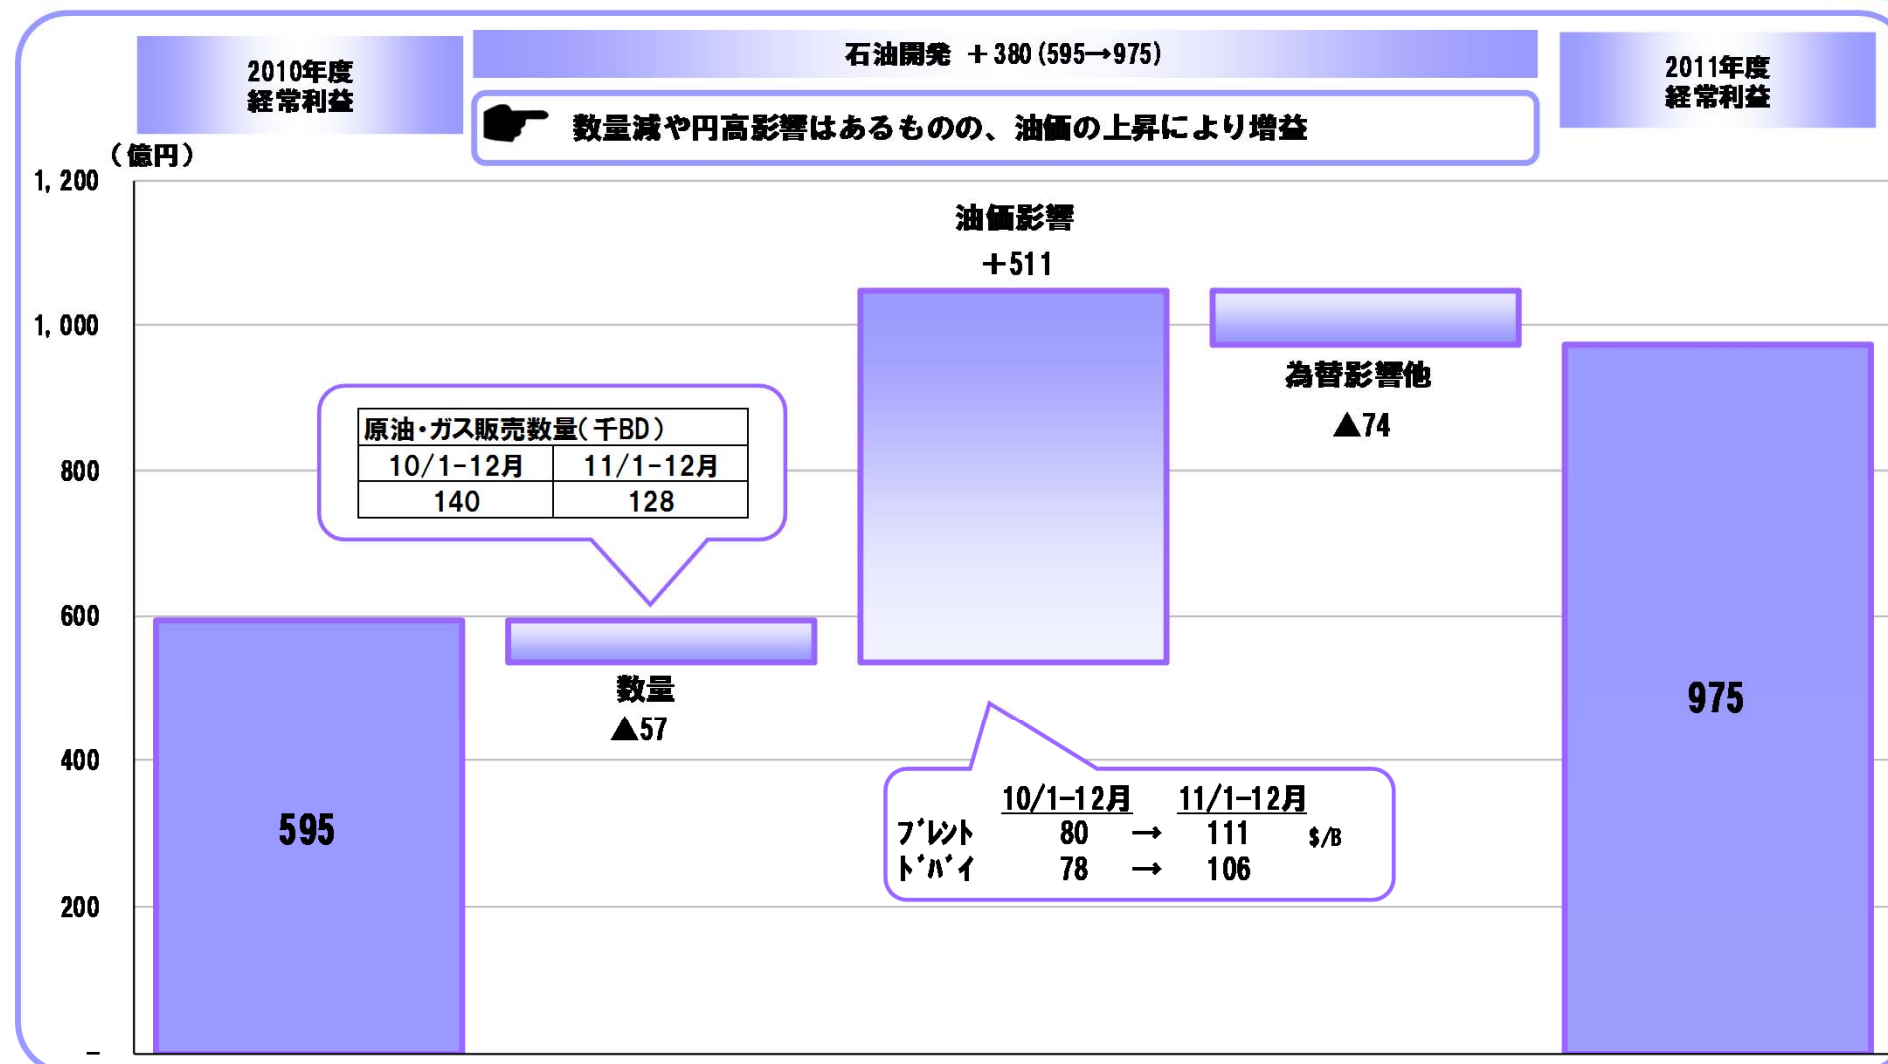 2010年度
経常利益
石油開発 +380(595→975)
数量減や円高影響はあるものの、油価の上昇により増益
2011年度
経常利益
(億円)
1,200
1,000
800
600
400
200
-
油価影響
+511
為替影響他
▲74
原油・ガス販売数量(千BD)
10/1-12月 11/1-12月
140 128
数量
▲57
595
975
10/1-12月 11/1-12月
ブレント 80 → 111 $/B
ドバイ 78 → 106